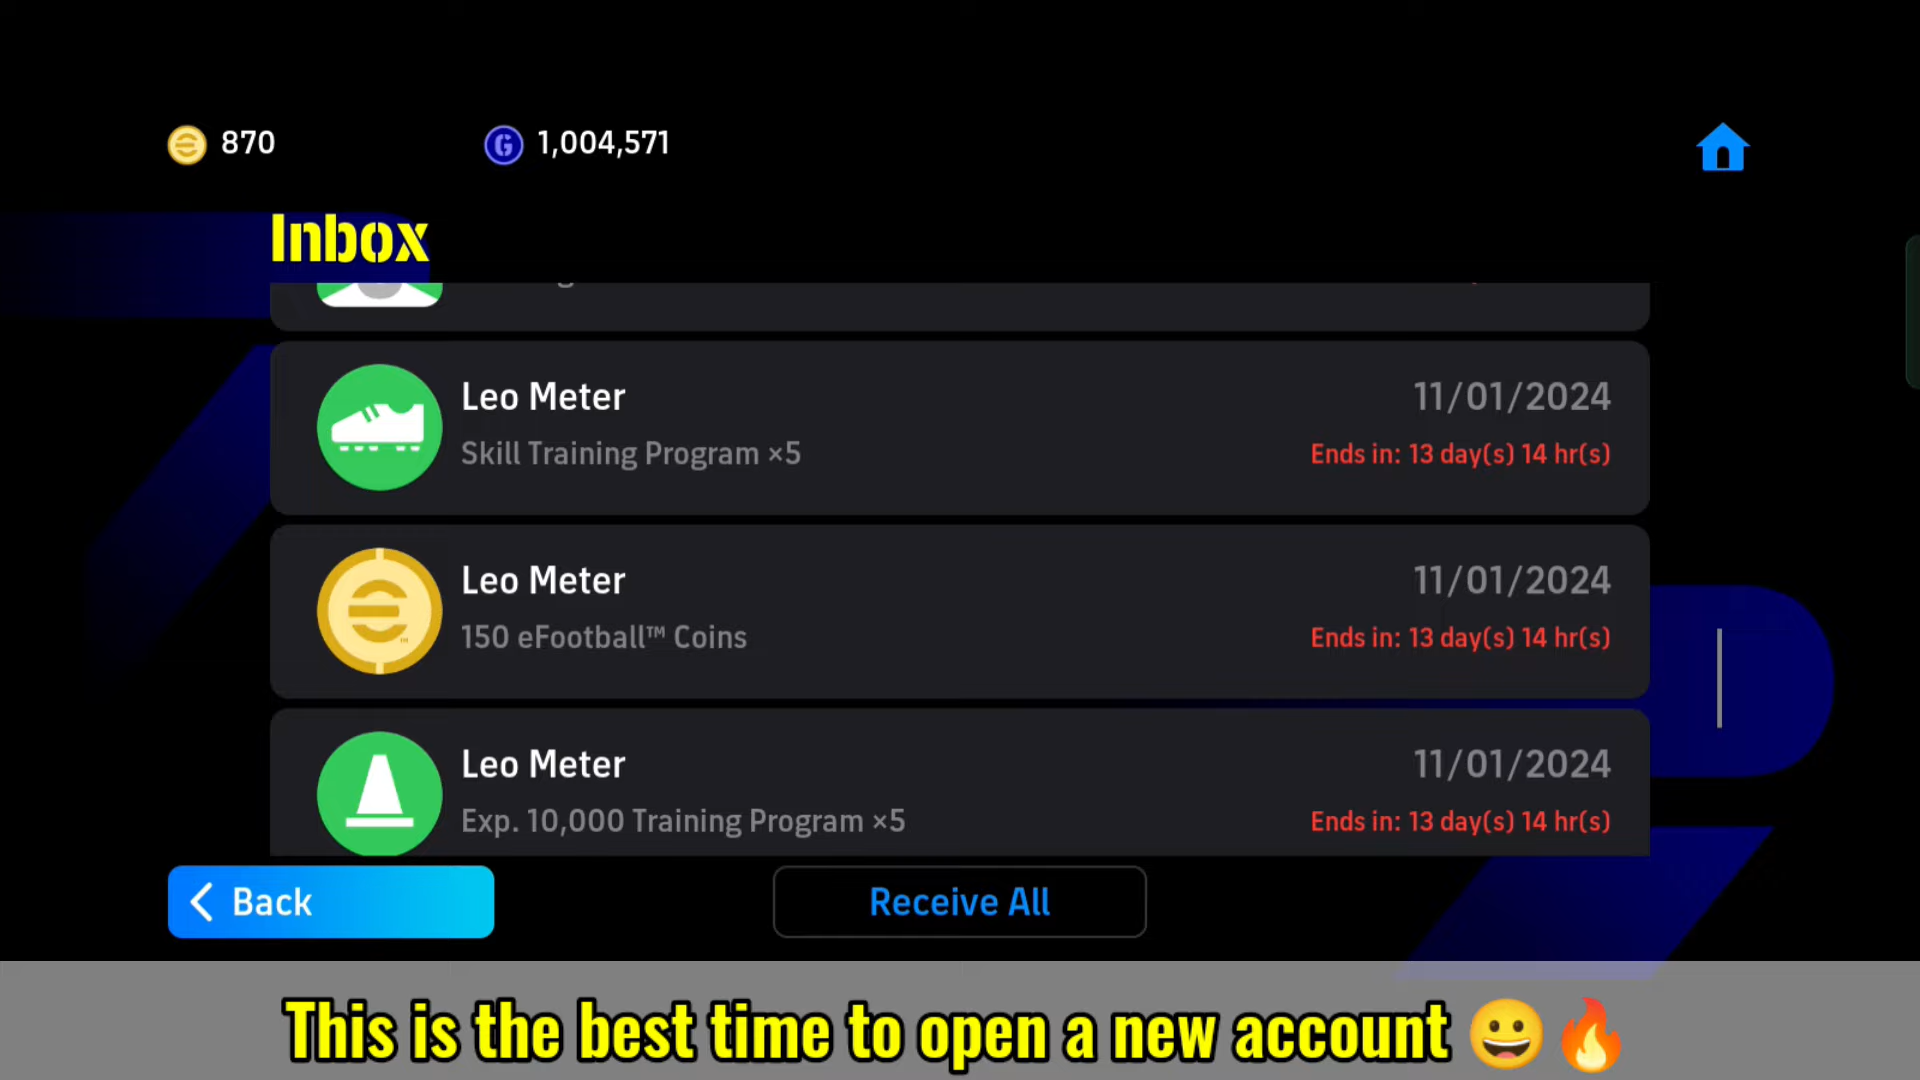 870
1,004,571
Inbox
Leo Meter
11/01/2024
Skill Training Program ×5
Ends in: 13 day(s) 14 hr(s)
Leo Meter
11/01/2024
150 eFootball™ Coins
Ends in: 13 day(s) 14 hr(s)
Leo Meter
11/01/2024
Exp. 10,000 Training Program ×5
Ends in: 13 day(s) 14 hr(s)
Back
Receive All
This is the best time to open a new account 😀🔥